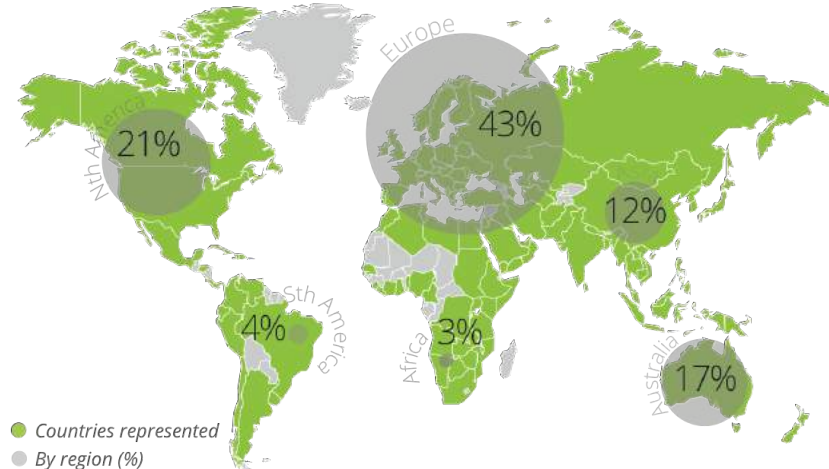 Europe
43%
Nth America
21%
12%
Sth America
4%
Africa
3%
Australia
17%
Countries represented
By region (%)